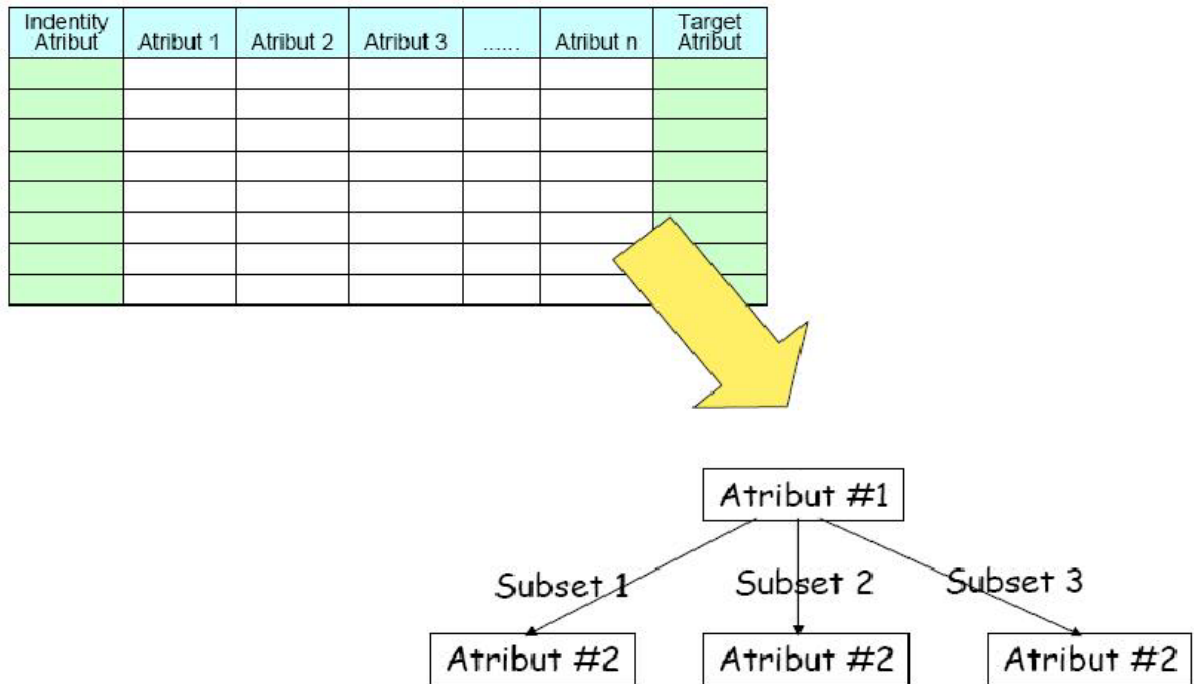 Indentity Atribut
Atribut 1
Atribut 2
Atribut 3
......
Atribut n
Target Atribut
Atribut #1
Subset 1
Subset 2
Subset 3
Atribut #2
Atribut #2
Atribut #2